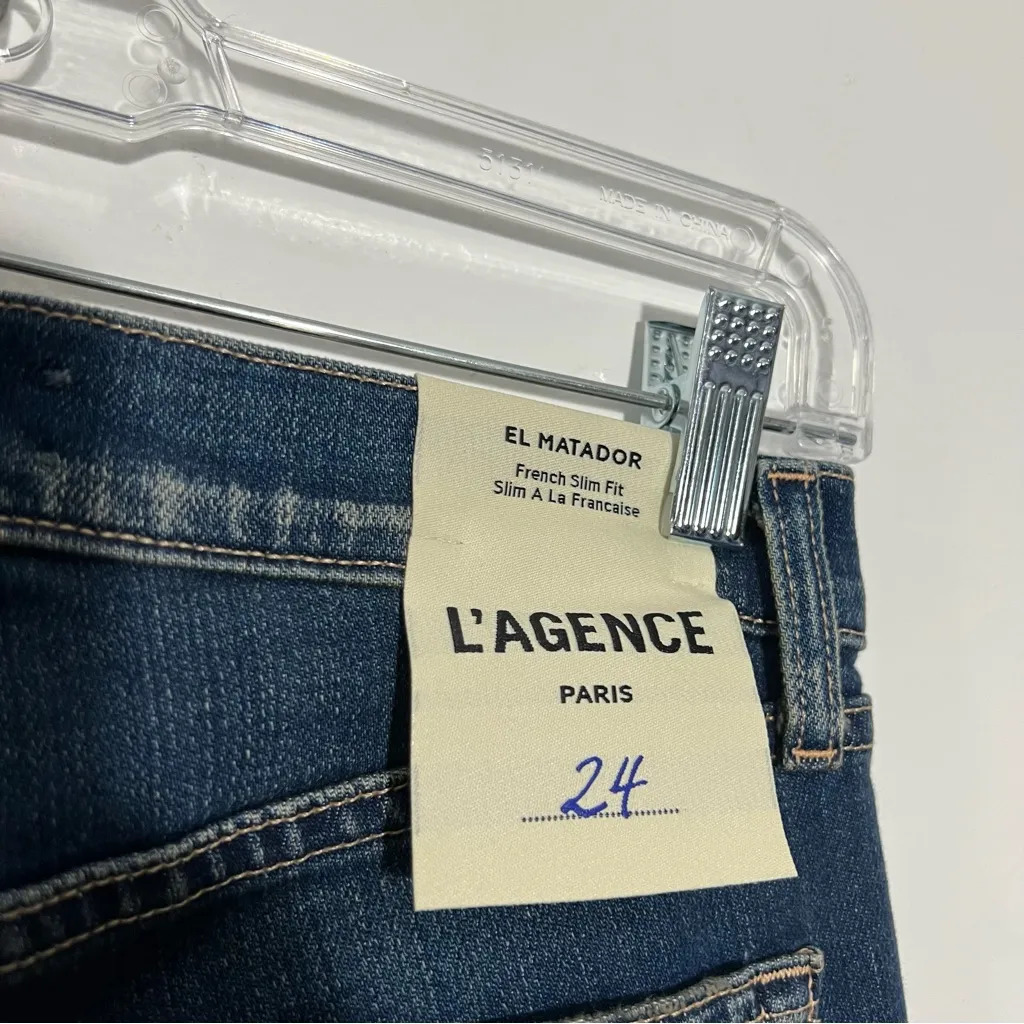 MADE IN CHINA
EL MATADOR
French Slim Fit
Slim A La Francaise
L'AGENCE
PARIS
24